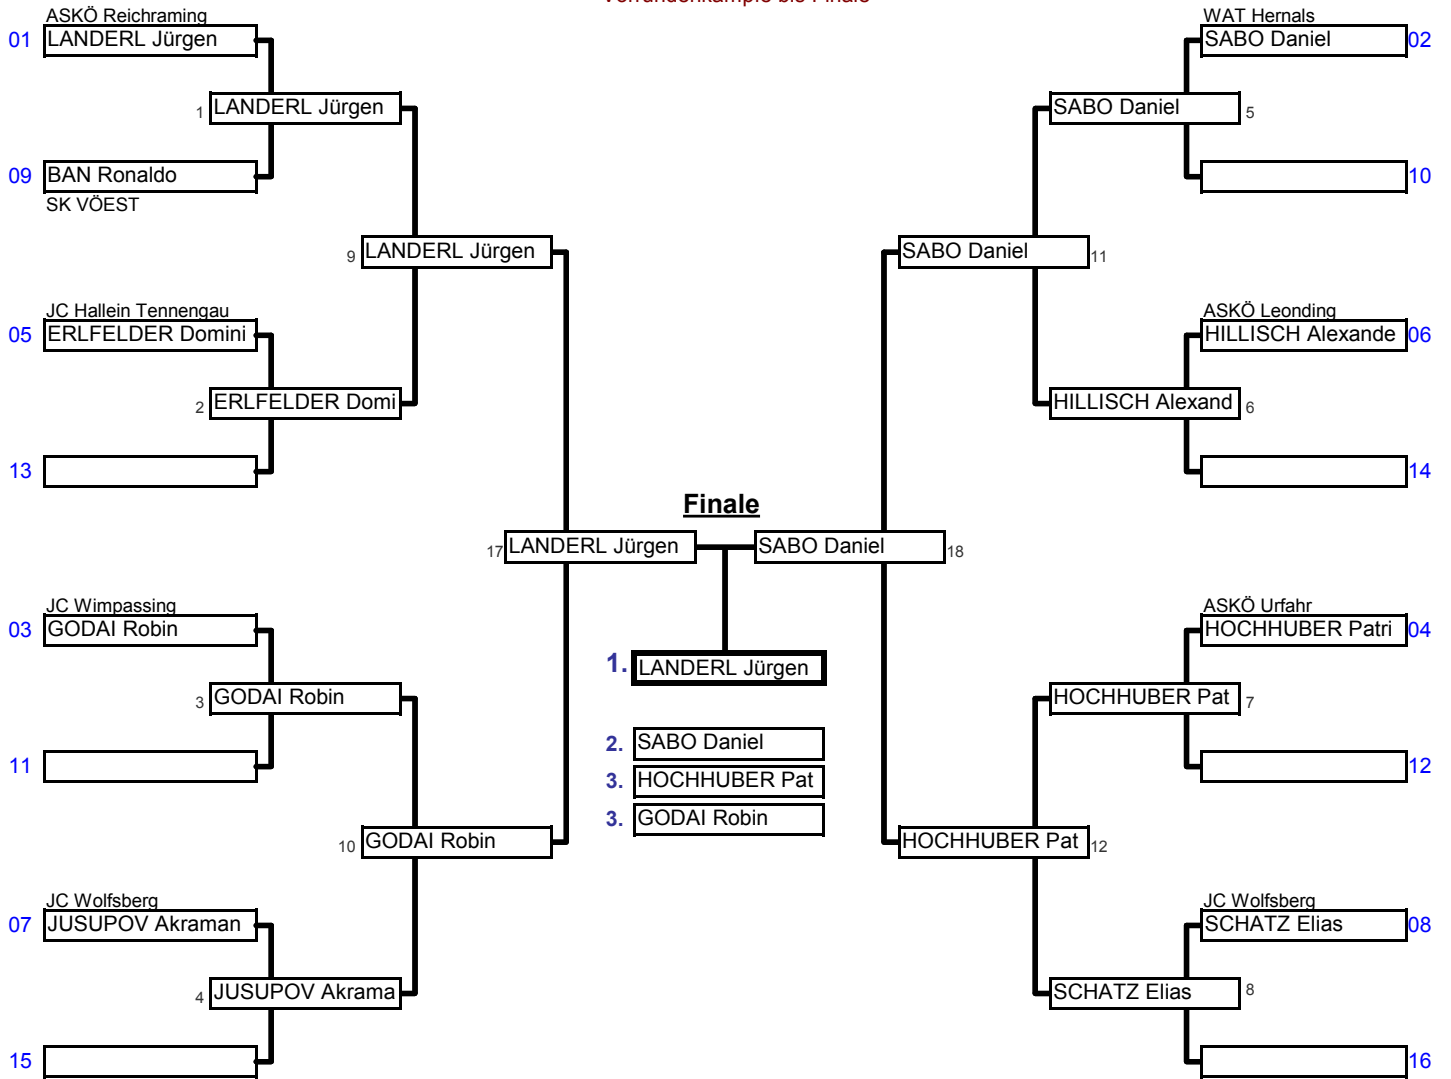 Vorrundenkämpfe bis Finale
ASKÖ Reichraming
01 LANDERL Jürgen
1 LANDERL Jürgen
09 BAN Ronaldo
SK VÖEST
9 LANDERL Jürgen
JC Hallein Tennengau
05 ERLFELDER Domini
2 ERLFELDER Domi
13
17 LANDERL Jürgen
JC Wimpassing
03 GODAI Robin
3 GODAI Robin
11
10 GODAI Robin
JC Wolfsberg
07 JUSUPOV Akraman
4 JUSUPOV Akrama
15
Finale
1. LANDERL Jürgen
2. SABO Daniel
3. HOCHHUBER Pat
3. GODAI Robin
WAT Hernals
SABO Daniel 02
SABO Daniel 5
10
SABO Daniel 11
ASKÖ Leonding
HILLISCH Alexande 06
HILLISCH Alexand 6
14
SABO Daniel 18
ASKÖ Urfahr
HOCHHUBER Patri 04
HOCHHUBER Pat 7
12
HOCHHUBER Pat 12
JC Wolfsberg
SCHATZ Elias 08
SCHATZ Elias 8
16